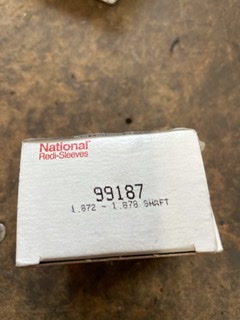 National
Redi-Sleeves
99187
1.872 - 1.878 SHAFT